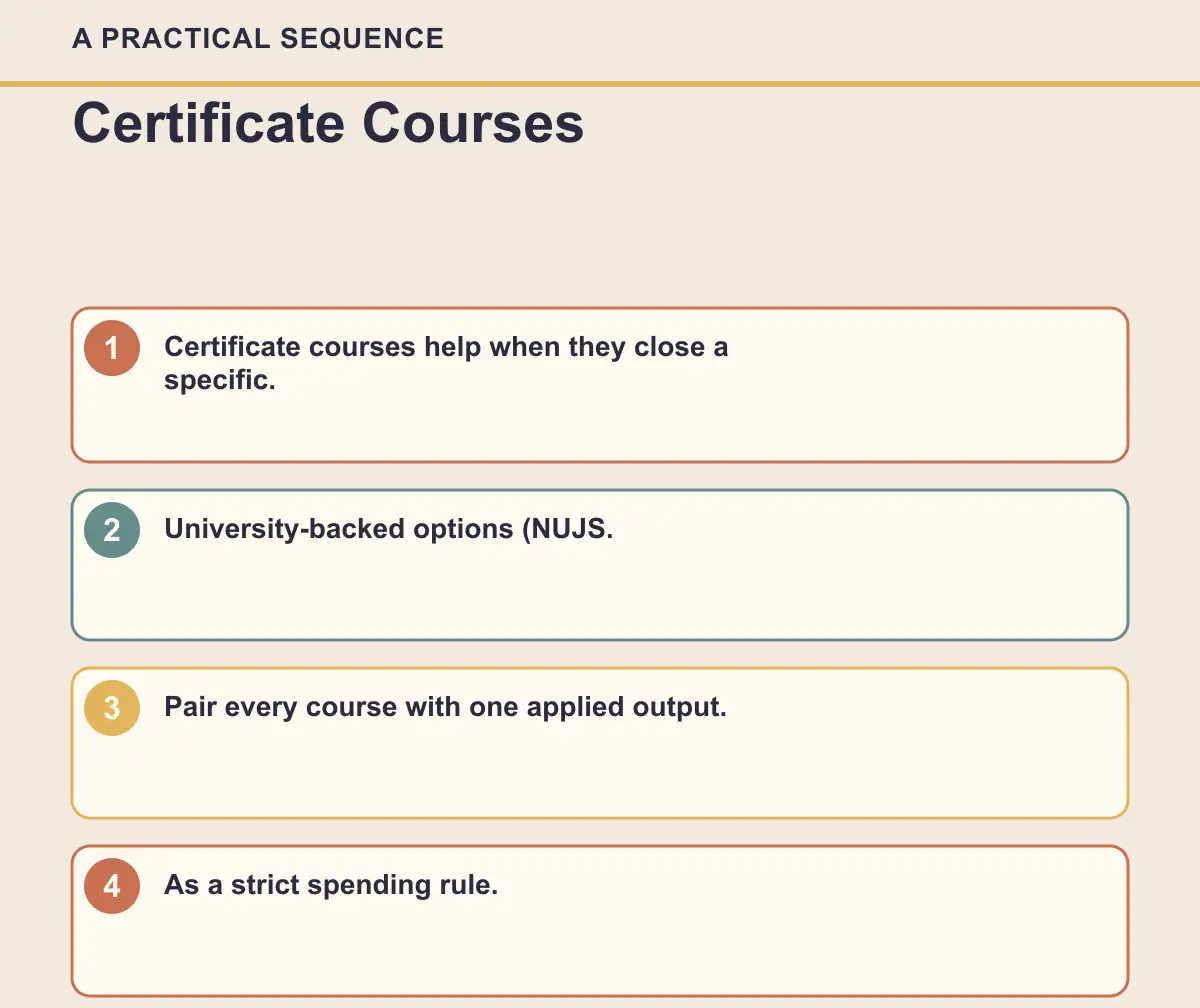 A PRACTICAL SEQUENCE
Certificate Courses
1
Certificate courses help when they close a
specific.
2
University-backed options (NUJS.
3
Pair every course with one applied output.
4
As a strict spending rule.